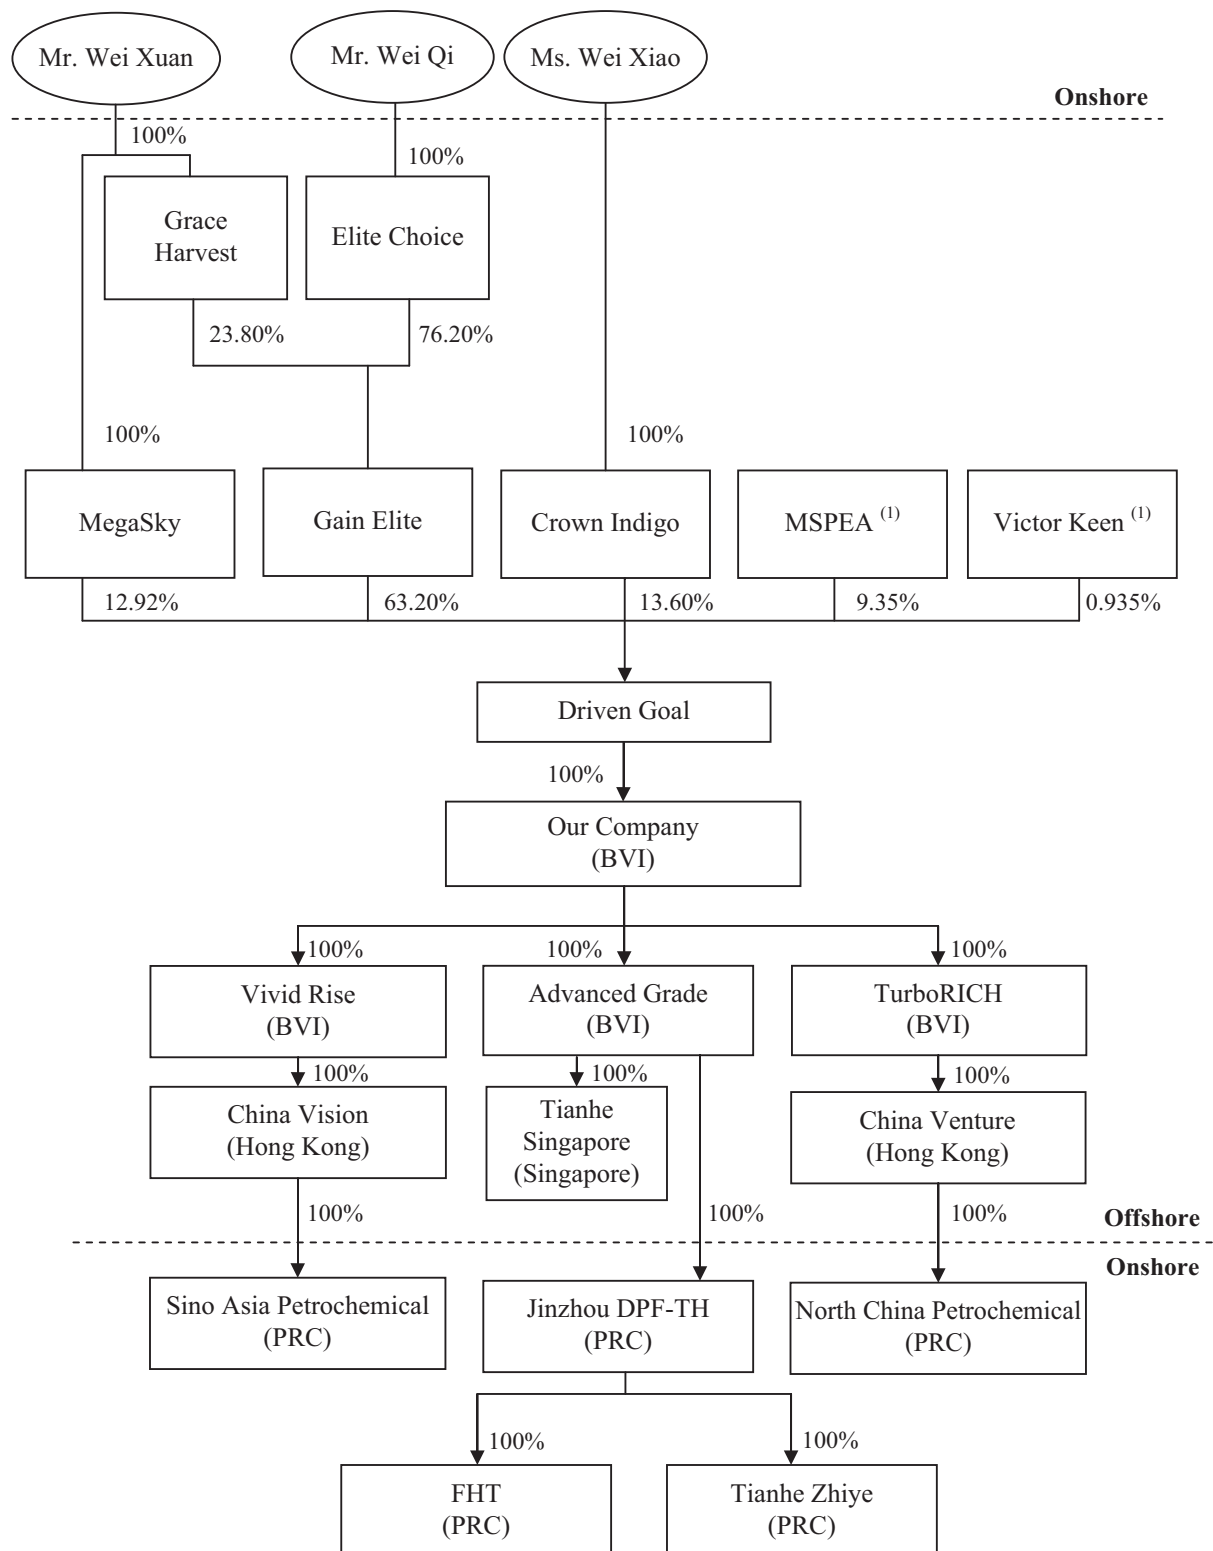 Mr. Wei Xuan
Mr. Wei Qi
Ms. Wei Xiao
Onshore
100%
100%
Grace
Harvest
Elite Choice
23.80%
76.20%
100%
100%
MegaSky
Gain Elite
Crown Indigo
MSPEA (1)
Victor Keen (1)
12.92%
63.20%
13.60%
9.35%
0.935%
Driven Goal
100%
Our Company
(BVI)
100%
100%
100%
Vivid Rise
(BVI)
Advanced Grade
(BVI)
TurboRICH
(BVI)
100%
100%
100%
China Vision
(Hong Kong)
Tianhe
Singapore
(Singapore)
China Venture
(Hong Kong)
100%
100%
100%
Offshore
Onshore
Sino Asia Petrochemical
(PRC)
Jinzhou DPF-TH
(PRC)
North China Petrochemical
(PRC)
100%
100%
FHT
(PRC)
Tianhe Zhiye
(PRC)